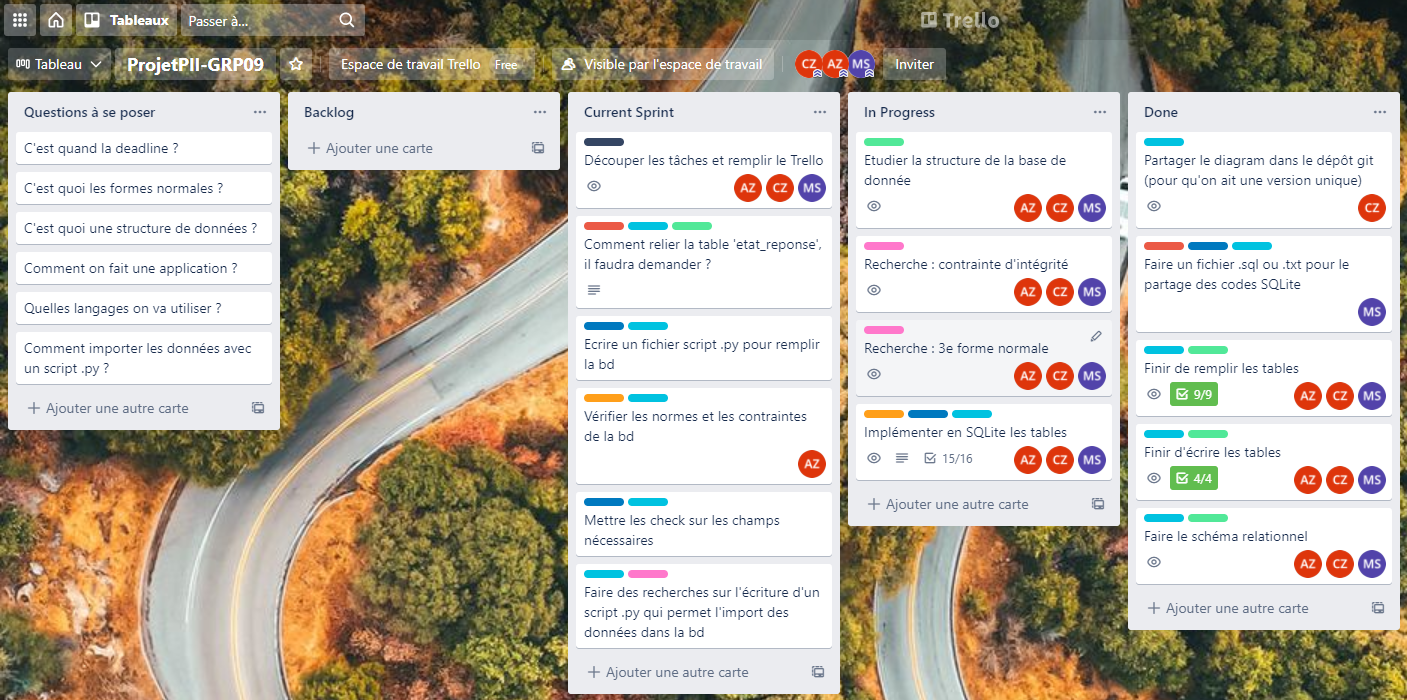 Tableaux
Passer à...
Trello
Tableau
ProjetPII-GRP09
Espace de travail Trello Free
Visible par l'espace de travail
CZ AZ MS
Inviter
Questions à se poser
C'est quand la deadline ?
C'est quoi les formes normales ?
C'est quoi une structure de données ?
Comment on fait une application ?
Quelles langages on va utiliser ?
Comment importer les données avec
un script .py ?
Ajouter une autre carte
Backlog
Ajouter une carte
Current Sprint
Découper les tâches et remplir le Trello
AZ CZ MS
Comment relier la table 'etat_reponse',
il faudra demander ?
Ecrire un fichier script .py pour remplir
la bd
Vérifier les normes et les contraintes
de la bd
AZ
Mettre les check sur les champs
nécessaires
Faire des recherches sur l'écriture d'un
script .py qui permet l'import des
données dans la bd
Ajouter une autre carte
In Progress
Etudier la structure de la base de
donnée
AZ CZ MS
Recherche : contrainte d'intégrité
AZ CZ MS
Recherche : 3e forme normale
AZ CZ MS
Implémenter en SQLite les tables
15/16 AZ CZ MS
Ajouter une autre carte
Done
Partager le diagram dans le dépôt git
(pour qu'on ait une version unique)
CZ
Faire un fichier .sql ou .txt pour le
partage des codes SQLite
MS
Finir de remplir les tables
9/9 AZ CZ MS
Finir d'écrire les tables
4/4 AZ CZ MS
Faire le schéma relationnel
AZ CZ MS
Ajouter une autre carte